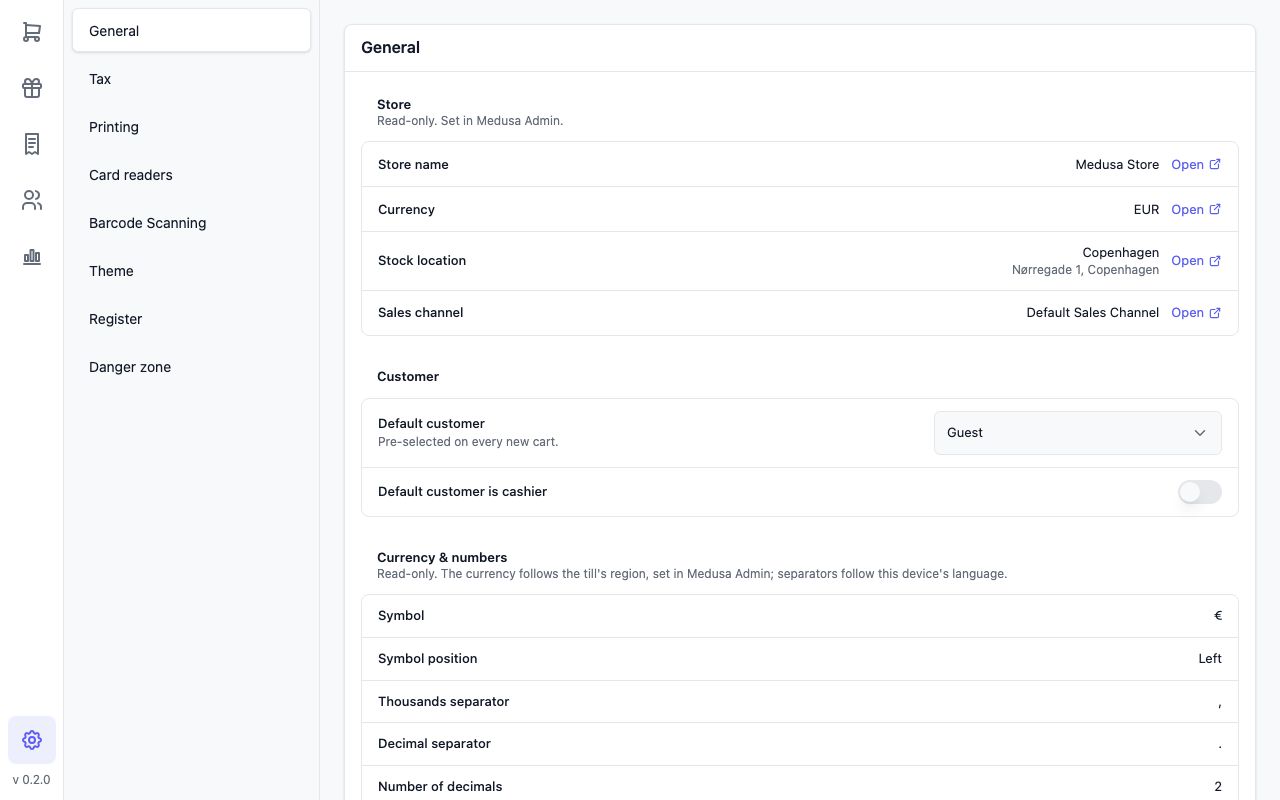 General
Tax
Printing
Card readers
Barcode Scanning
Theme
Register
Danger zone
v 0.2.0
General
Store
Read-only. Set in Medusa Admin.
Store name
Medusa Store
Open
Currency
EUR
Open
Stock location
Copenhagen
Nørregade 1, Copenhagen
Open
Sales channel
Default Sales Channel
Open
Customer
Default customer
Pre-selected on every new cart.
Guest
Default customer is cashier
Currency & numbers
Read-only. The currency follows the till's region, set in Medusa Admin; separators follow this device's language.
Symbol
€
Symbol position
Left
Thousands separator
,
Decimal separator
.
Number of decimals
2